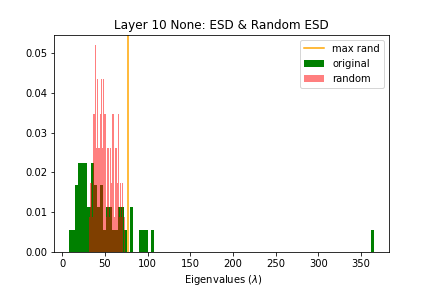 Layer 10 None: ESD & Random ESD
max rand
original
random
0.05
0.04
0.03
0.02
0.01
0.00
0 50 100 150 200 250 300 350
Eigenvalues (λ)